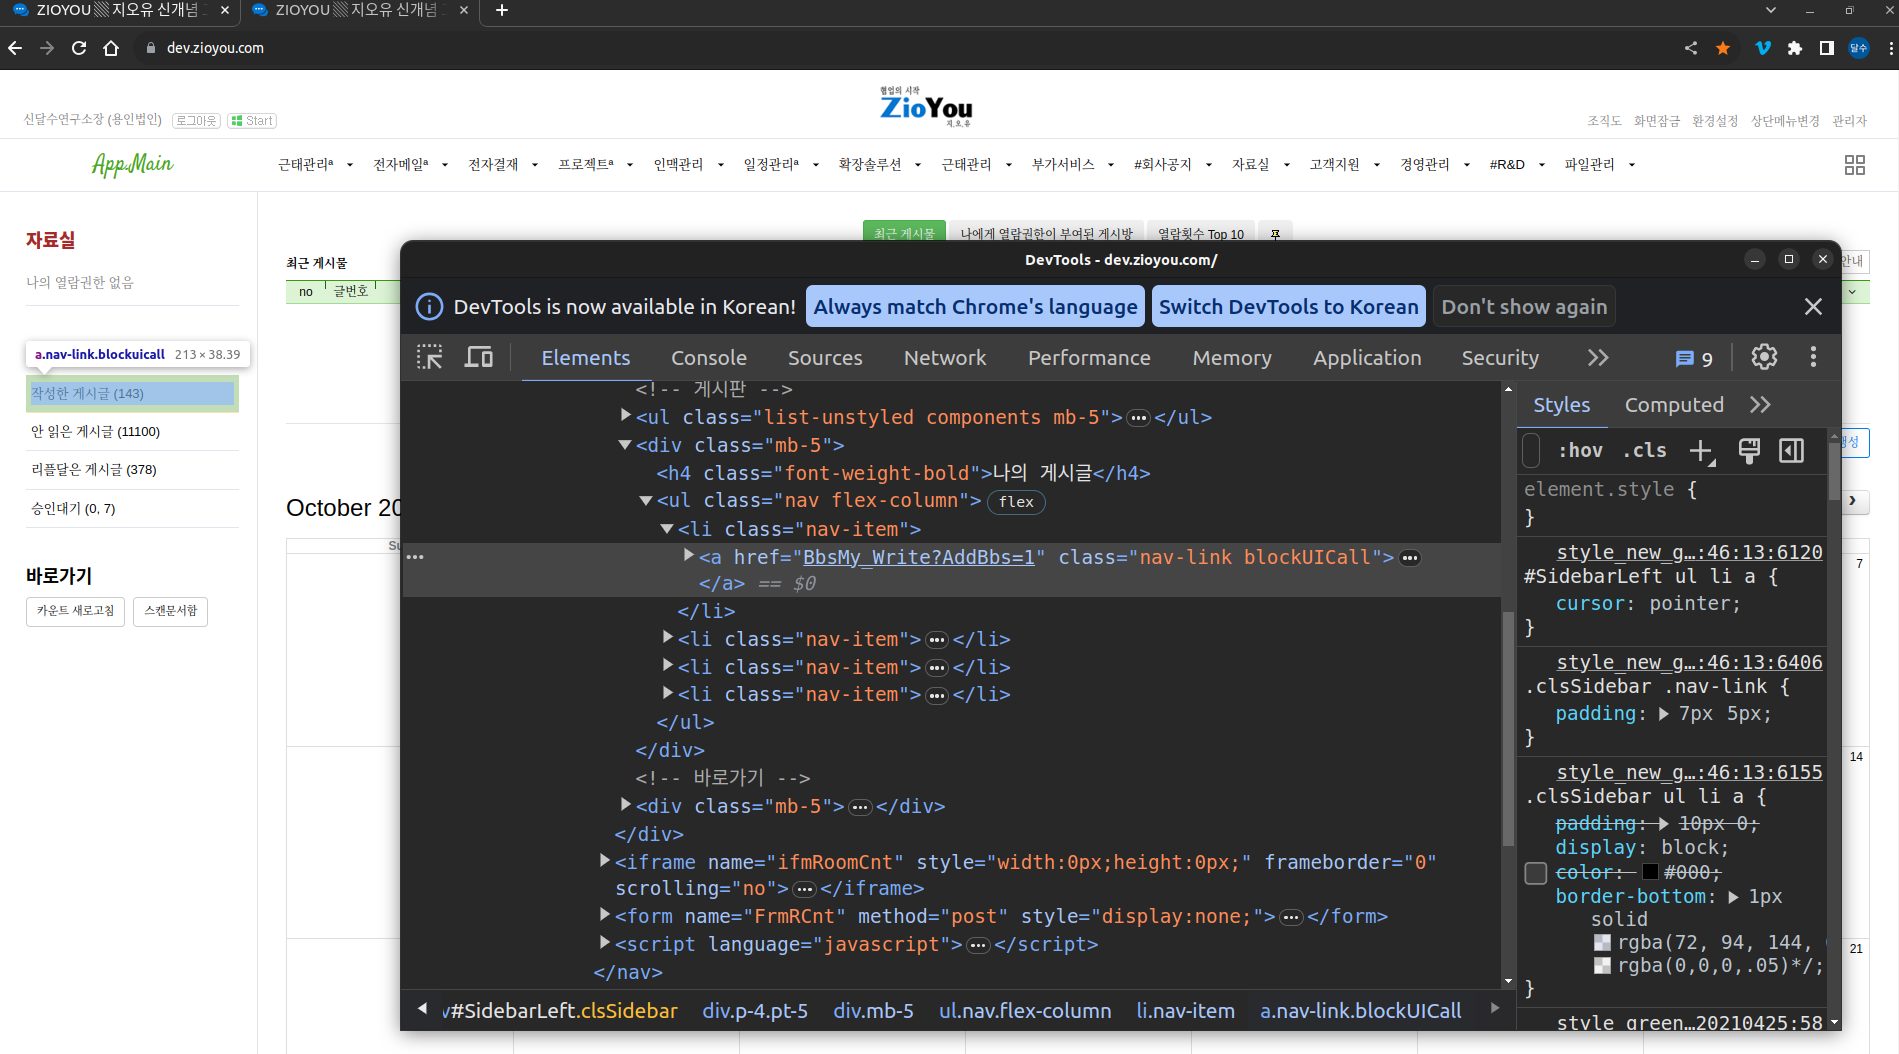 ZIOYOU ▒ 지오유 신개념
ZIOYOU ▒ 지오유 신개념
dev.zioyou.com
달수
협업의 시작
ZioYou
지.오.유
신달수연구소장 (용인법인) 로그아웃 Start
조직도 화면잠금 환경설정 상단메뉴변경 관리자
App.Main
근태관리ª 전자메일ª 전자결재 프로젝트ª 인맥관리 일정관리ª 확장솔루션 근태관리 부가서비스 #회사공지 자료실 고객지원 경영관리 #R&D 파일관리
자료실
나의 열람권한 없음
a.nav-link.blockuicall 213 × 38.39
작성한 게시글 (143)
안 읽은 게시글 (11100)
리플달은 게시글 (378)
승인대기 (0, 7)
바로가기
카운트 새로고침 스캔문서함
최근 게시물 나에게 열람권한이 부여된 게시방 열람횟수 Top 10
최근 게시물
안내
no 글번호
성
October 20
Su
7
14
21
DevTools - dev.zioyou.com/
DevTools is now available in Korean! Always match Chrome's language Switch DevTools to Korean Don't show again
Elements Console Sources Network Performance Memory Application Security 9
<!-- 게시판 -->
<ul class="list-unstyled components mb-5">…</ul>
<div class="mb-5">
<h4 class="font-weight-bold">나의 게시글</h4>
<ul class="nav flex-column"> flex
<li class="nav-item">
<a href="BbsMy_Write?AddBbs=1" class="nav-link blockUICall">…
</a> == $0
</li>
<li class="nav-item">…</li>
<li class="nav-item">…</li>
<li class="nav-item">…</li>
</ul>
</div>
<!-- 바로가기 -->
<div class="mb-5">…</div>
</div>
<iframe name="ifmRoomCnt" style="width:0px;height:0px;" frameborder="0"
scrolling="no">…</iframe>
<form name="FrmRCnt" method="post" style="display:none;">…</form>
<script language="javascript">…</script>
</nav>
v#SidebarLeft.clsSidebar div.p-4.pt-5 div.mb-5 ul.nav.flex-column li.nav-item a.nav-link.blockUICall
Styles Computed
:hov .cls
element.style {
}
style_new_g…:46:13:6120
#SidebarLeft ul li a {
cursor: pointer;
}
style_new_g…:46:13:6406
.clsSidebar .nav-link {
padding: 7px 5px;
}
style_new_g…:46:13:6155
.clsSidebar ul li a {
padding: 10px 0;
display: block;
color: #000;
border-bottom: 1px
solid
rgba(72, 94, 144,
rgba(0,0,0,.05)*/;
}
style_green…20210425:58